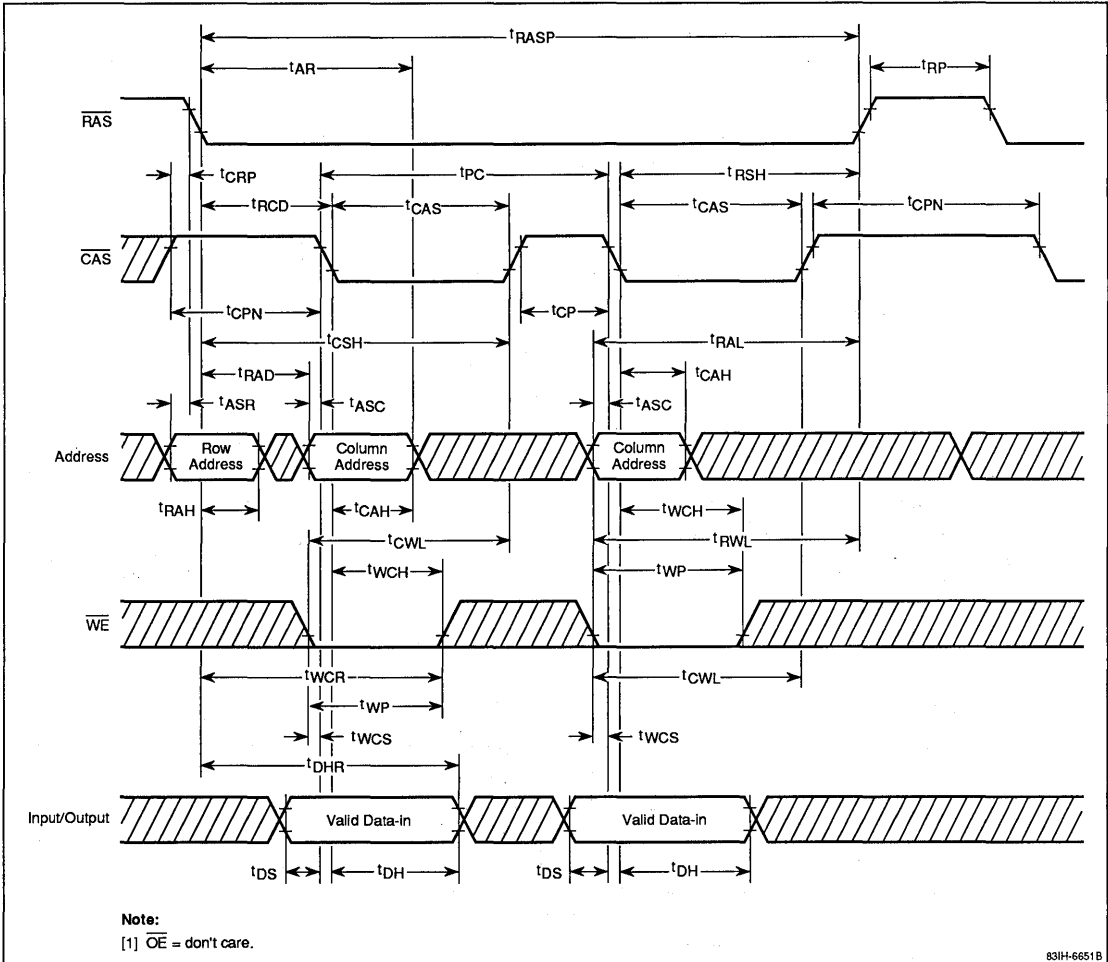 tRASP
tAR
tRP
RAS
tCRP
tPC
tRSH
tRCD
tCAS
tCAS
tCPN
CAS
tCPN
tCP
tCSH
tRAL
tRAD
tCAH
tASR
tASC
tASC
Address
Row
Address
Column
Address
Column
Address
tRAH
tCAH
tWCH
tCWL
tRWL
tWCH
tWP
WE
tWCR
tCWL
tWP
tWCS
tWCS
tDHR
Input/Output
Valid Data-in
Valid Data-in
tDS
tDH
tDS
tDH
Note:
[1] OE = don't care.
83IH-6651B